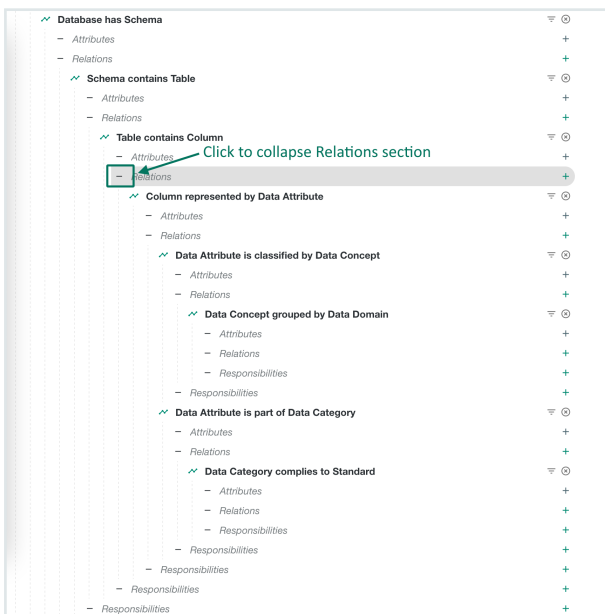 Database has Schema
– Attributes +
– Relations +
Schema contains Table
– Attributes +
– Relations +
Table contains Column
– Attributes +
Click to collapse Relations section
– Relations +
Column represented by Data Attribute
– Attributes +
– Relations +
Data Attribute is classified by Data Concept
– Attributes +
– Relations +
Data Concept grouped by Data Domain
– Attributes +
– Relations +
– Responsibilities +
– Responsibilities +
Data Attribute is part of Data Category
– Attributes +
– Relations +
Data Category complies to Standard
– Attributes +
– Relations +
– Responsibilities +
– Responsibilities +
– Responsibilities +
– Responsibilities +
– Responsibilities +